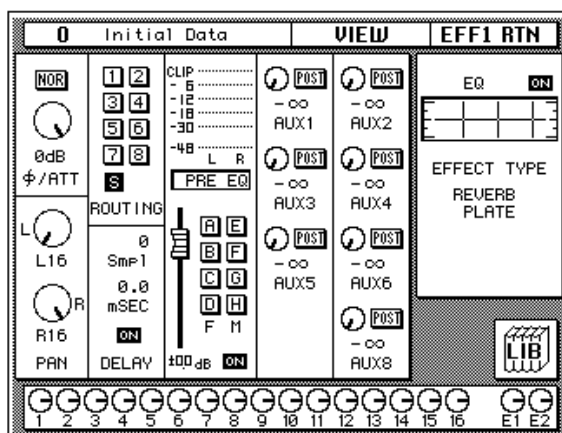 0 Initial Data VIEW EFF1 RTN
NOR
0dB
ϕ/ATT
L
L16
R
R16
PAN
1 2
3 4
5 6
7 8
S
ROUTING
0
Smpl
0.0
mSEC
ON
DELAY
CLIP
- 6
-12
-18
-30
-48
L R
PRE EQ
A E
B F
C G
D H
F M
±0.0 dB ON
POST
-∞
AUX1
POST
-∞
AUX2
POST
-∞
AUX3
POST
-∞
AUX4
POST
-∞
AUX5
POST
-∞
AUX6
POST
-∞
AUX8
EQ ON
EFFECT TYPE
REVERB
PLATE
LIB
1 2 3 4 5 6 7 8 9 10 11 12 13 14 15 16 E1 E2